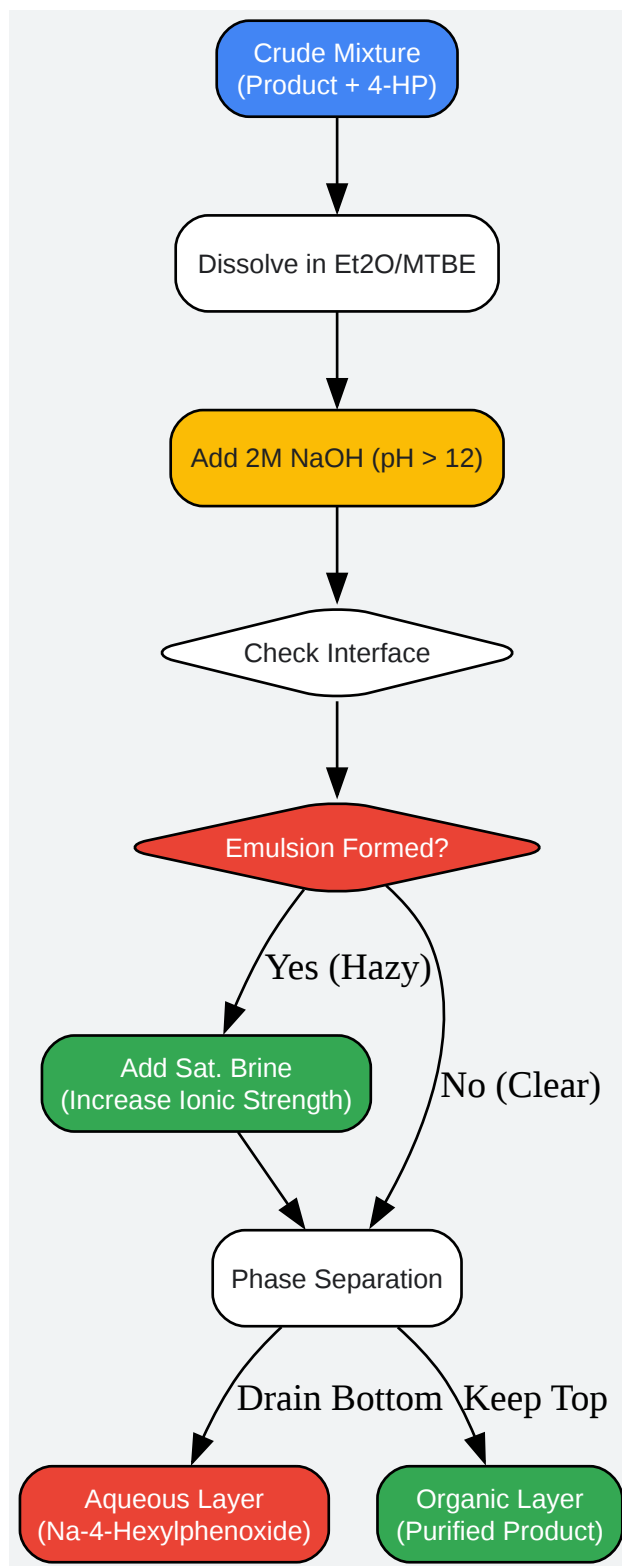 Crude Mixture
(Product + 4-HP)
Dissolve in Et2O/MTBE
Add 2M NaOH (pH > 12)
Check Interface
Emulsion Formed?
Yes (Hazy)
Add Sat. Brine
(Increase Ionic Strength)
No (Clear)
Phase Separation
Drain Bottom
Keep Top
Aqueous Layer
(Na-4-Hexylphenoxide)
Organic Layer
(Purified Product)